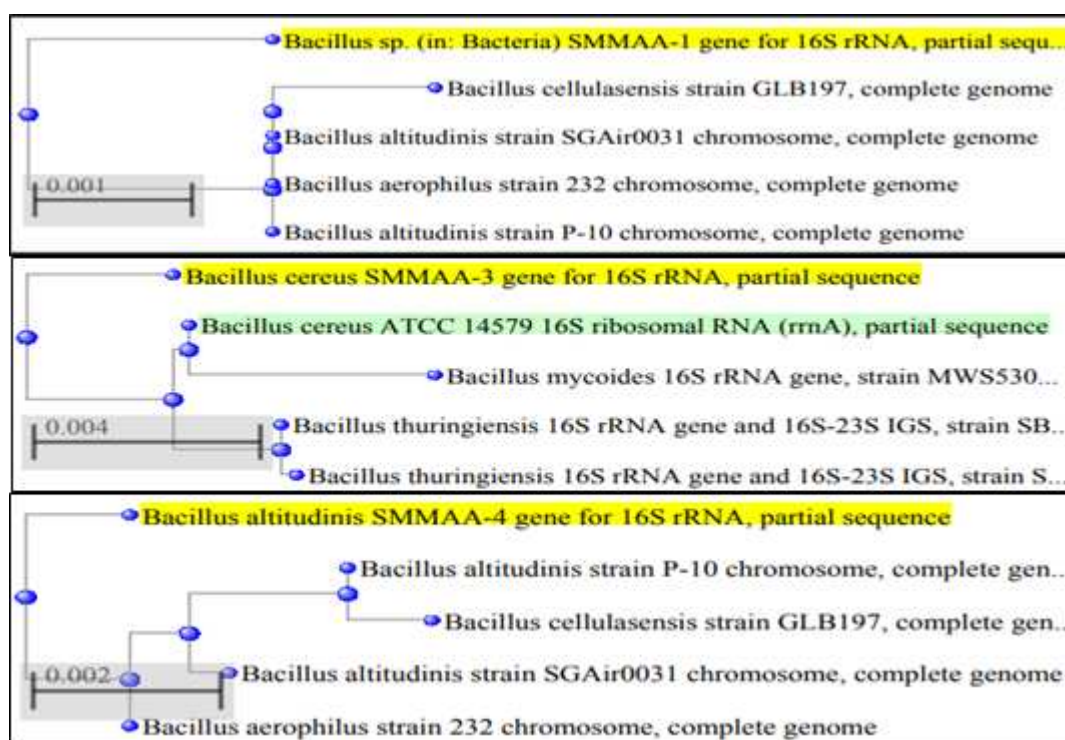 Bacillus sp. (in: Bacteria) SMMAA-1 gene for 16S rRNA, partial sequ...
Bacillus cellulasensis strain GLB197, complete genome
Bacillus altitudinis strain SGAir0031 chromosome, complete genome
0.001
Bacillus aerophilus strain 232 chromosome, complete genome
Bacillus altitudinis strain P-10 chromosome, complete genome
Bacillus cereus SMMAA-3 gene for 16S rRNA, partial sequence
Bacillus cereus ATCC 14579 16S ribosomal RNA (rrnA), partial sequence
Bacillus mycoides 16S rRNA gene, strain MWS530...
0.004
Bacillus thuringiensis 16S rRNA gene and 16S-23S IGS, strain SB...
Bacillus thuringiensis 16S rRNA gene and 16S-23S IGS, strain S...
Bacillus altitudinis SMMAA-4 gene for 16S rRNA, partial sequence
Bacillus altitudinis strain P-10 chromosome, complete gen...
Bacillus cellulasensis strain GLB197, complete gen...
0.002
Bacillus altitudinis strain SGAir0031 chromosome, complete genome
Bacillus aerophilus strain 232 chromosome, complete genome